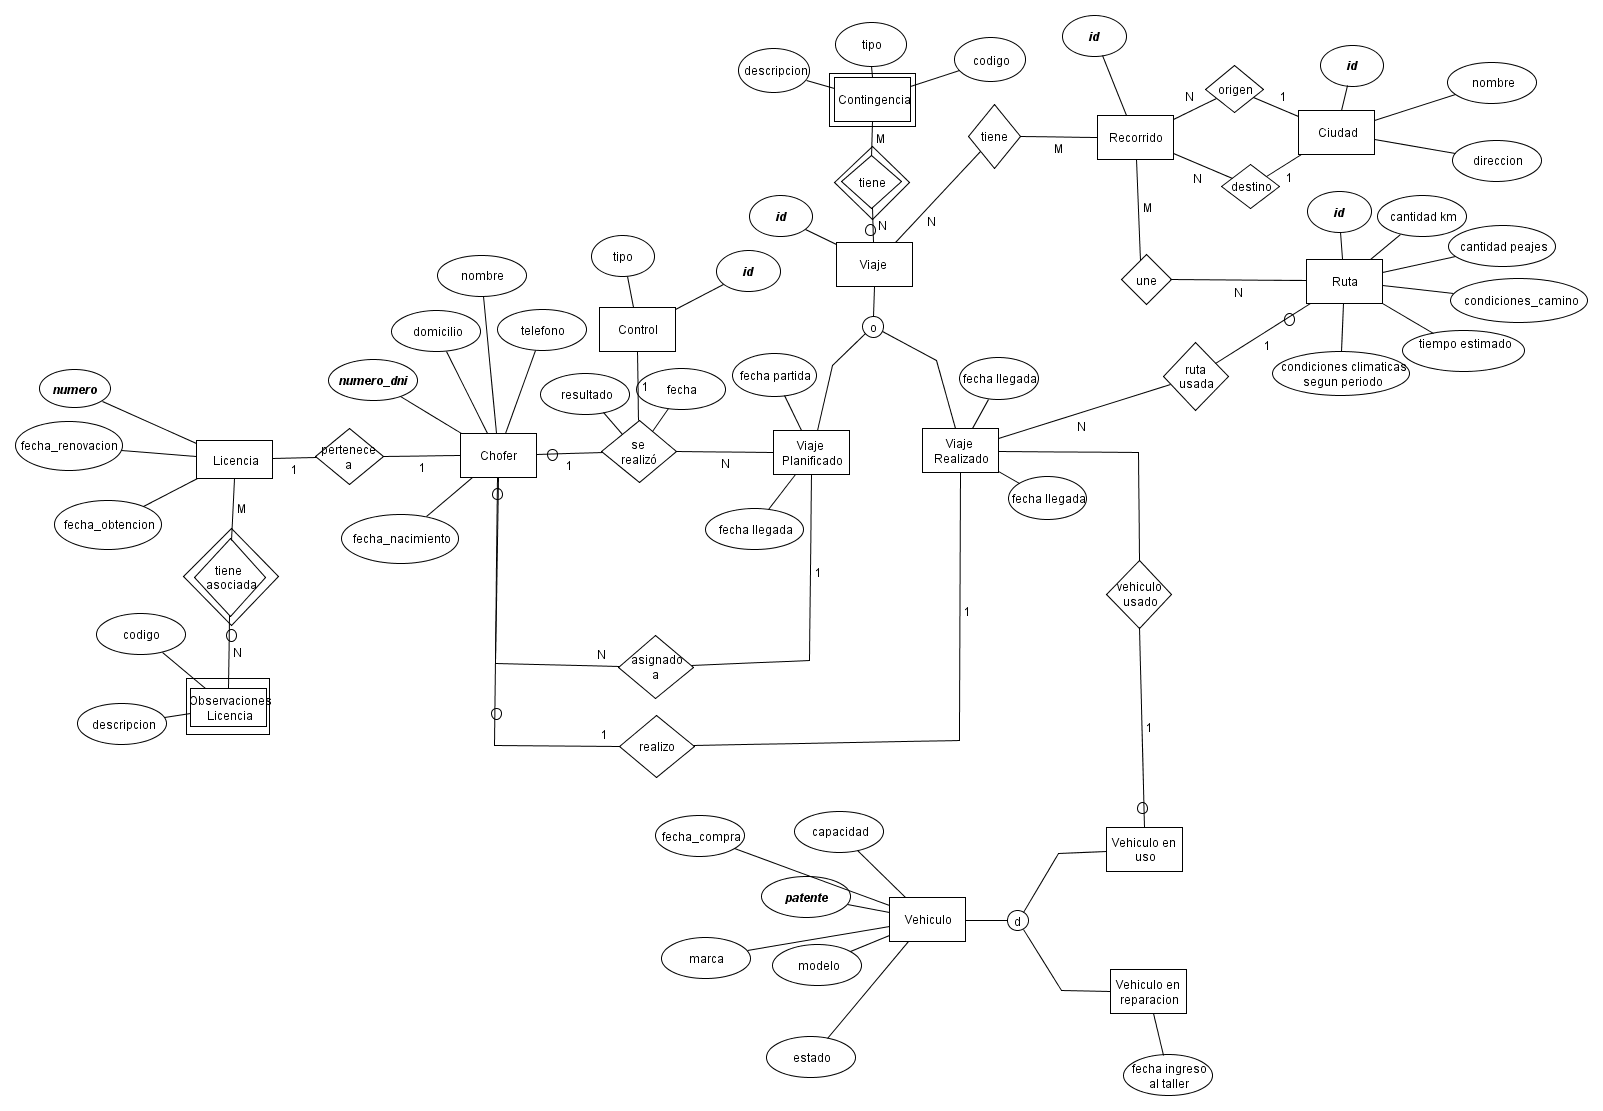 tipo
descripcion
codigo
Contingencia
M
tiene
N
id
Viaje
N
tiene
M
id
Recorrido
N
origen
1
N
destino
1
id
Ciudad
nombre
direccion
M
une
N
id
cantidad km
cantidad peajes
Ruta
condiciones_camino
tiempo estimado
condiciones climaticas
segun periodo
1
ruta
usada
N
o
tipo
id
Control
1
nombre
domicilio
telefono
numero_dni
Chofer
fecha_nacimiento
numero
fecha_renovacion
Licencia
fecha_obtencion
1
pertenece
a
1
M
tiene
asociada
N
codigo
Observaciones
Licencia
descripcion
resultado
fecha
se
realizó
1
N
fecha partida
Viaje
Planificado
fecha llegada
1
fecha llegada
Viaje
Realizado
fecha llegada
1
N
asignado
a
1
realizo
vehiculo
usado
1
Vehiculo en
uso
fecha_compra
capacidad
patente
Vehiculo
d
marca
modelo
estado
Vehiculo en
reparacion
fecha ingreso
al taller